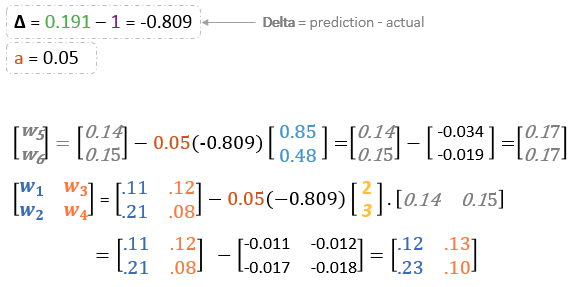 Δ = 0.191 − 1 = -0.809 Delta = prediction - actual
a = 0.05
[w5 w6] = [0.14 0.15] − 0.05(-0.809) [0.85 0.48] = [0.14 0.15] − [-0.034 -0.019] = [0.17 0.17]
[w1 w3 w2 w4] = [.11 .12 .21 .08] − 0.05(−0.809) [2 3] . [0.14 0.15]
= [.11 .12 .21 .08] − [-0.011 -0.012 -0.017 -0.018] = [.12 .13 .23 .10]